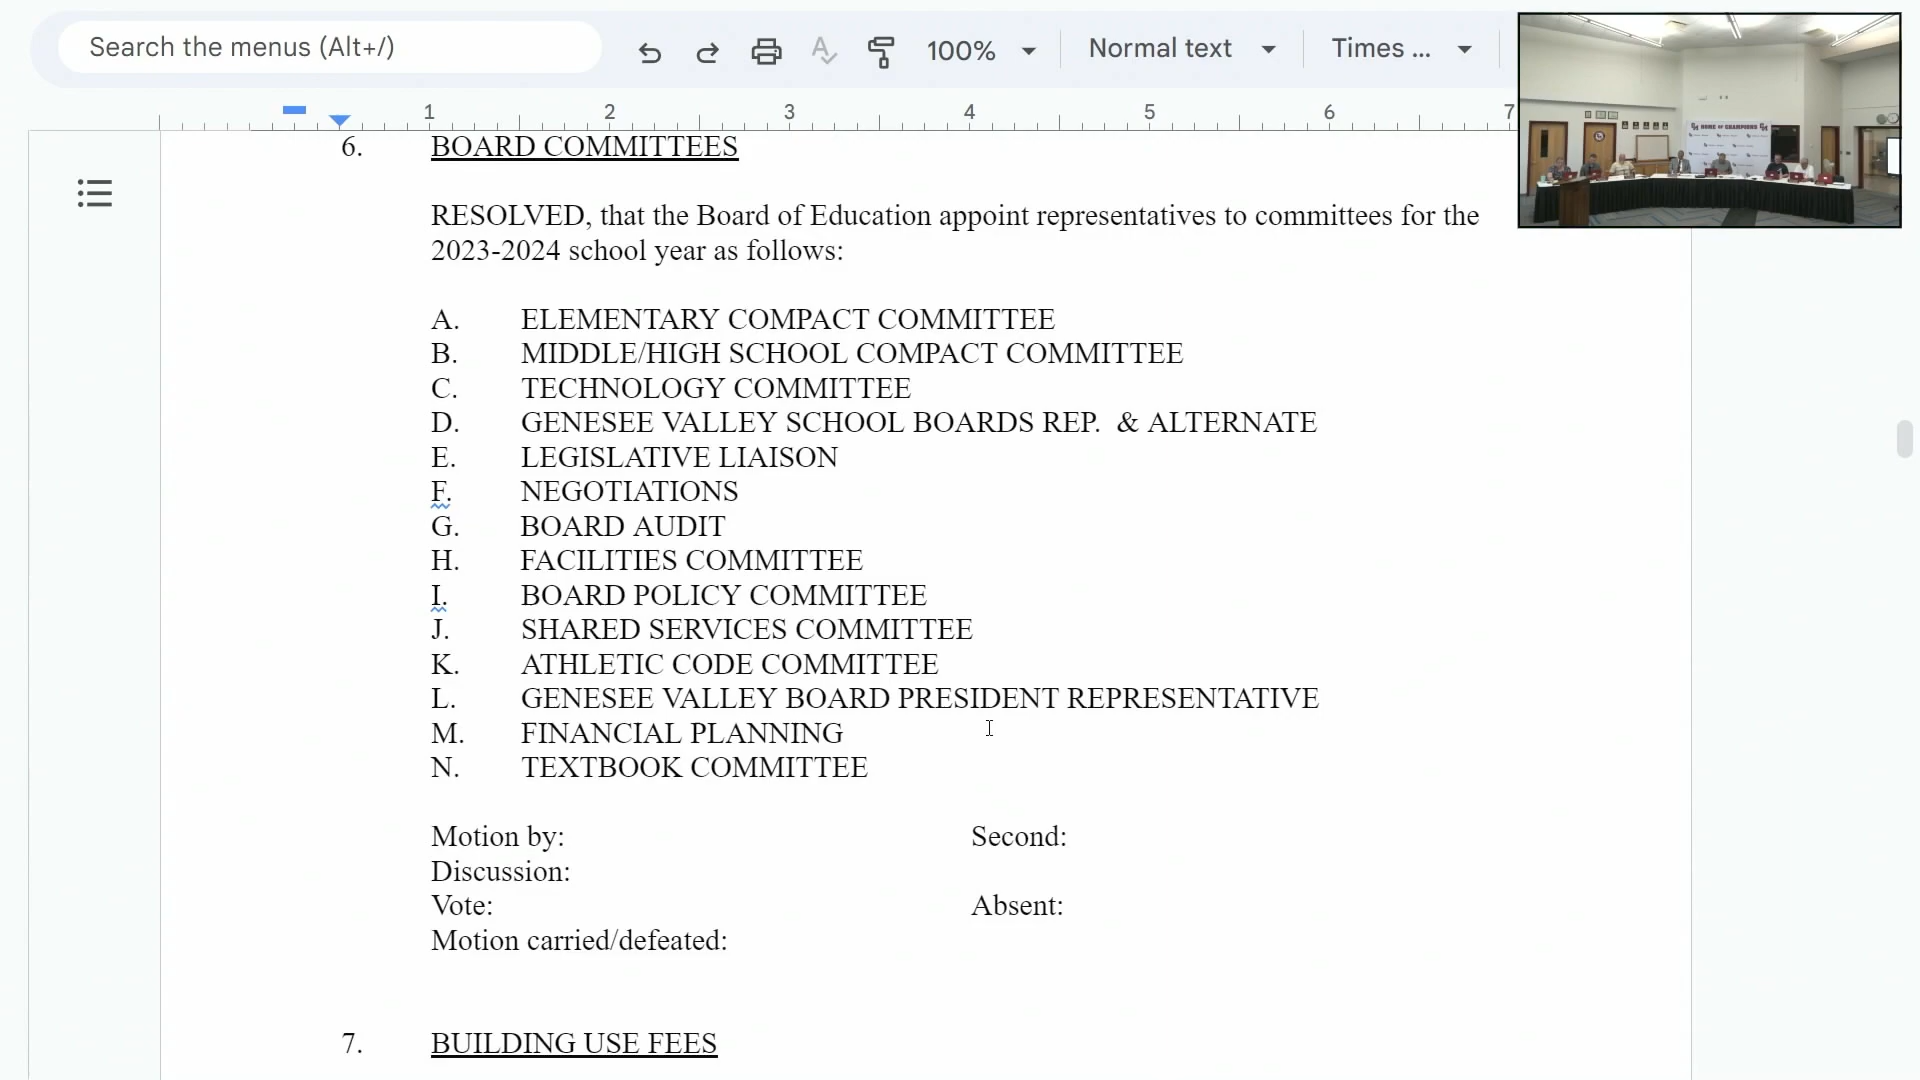 Search the menus (Alt+/)
100%
Normal text
Times ...
1 2 3 4 5 6 7
HOME OF CHAMPIONS
6. BOARD COMMITTEES
RESOLVED, that the Board of Education appoint representatives to committees for the
2023-2024 school year as follows:
A. ELEMENTARY COMPACT COMMITTEE
B. MIDDLE/HIGH SCHOOL COMPACT COMMITTEE
C. TECHNOLOGY COMMITTEE
D. GENESEE VALLEY SCHOOL BOARDS REP. & ALTERNATE
E. LEGISLATIVE LIAISON
F. NEGOTIATIONS
G. BOARD AUDIT
H. FACILITIES COMMITTEE
I. BOARD POLICY COMMITTEE
J. SHARED SERVICES COMMITTEE
K. ATHLETIC CODE COMMITTEE
L. GENESEE VALLEY BOARD PRESIDENT REPRESENTATIVE
M. FINANCIAL PLANNING
N. TEXTBOOK COMMITTEE
Motion by: Second:
Discussion:
Vote: Absent:
Motion carried/defeated:
7. BUILDING USE FEES